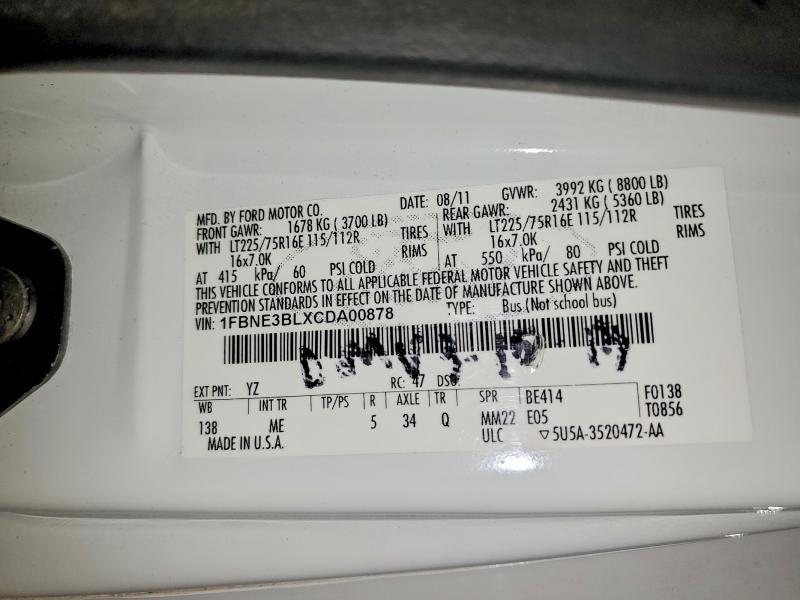 MFD. BY FORD MOTOR CO. DATE: 08/11 GVWR: 3992 KG ( 8800 LB)
FRONT GAWR: 1678 KG ( 3700 LB) REAR GAWR: 2431 KG ( 5360 LB)
WITH LT225/75R16E 115/112R TIRES WITH LT225/75R16E 115/112R TIRES
16x7.0K RIMS 16x7.0K RIMS
AT 415 kPa/ 60 PSI COLD AT 550 kPa/ 80 PSI COLD
THIS VEHICLE CONFORMS TO ALL APPLICABLE FEDERAL MOTOR VEHICLE SAFETY AND THEFT
PREVENTION STANDARDS IN EFFECT ON THE DATE OF MANUFACTURE SHOWN ABOVE.
VIN: 1FBNE3BLXCDA00878 TYPE: Bus (Not school bus)
EXT PNT: YZ RC: 47 DSO
WB INT TR TP/PS R AXLE TR SPR BE414 F0138
138 ME 5 34 Q MM22 E05 T0856
MADE IN U.S.A. ULC ▽5U5A-3520472-AA